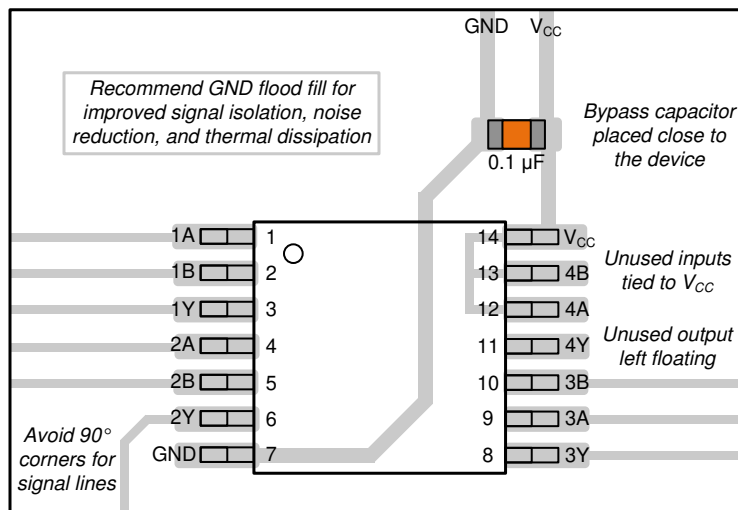 GND VCC
Recommend GND flood fill for
improved signal isolation, noise
reduction, and thermal dissipation
Bypass capacitor
placed close to
the device
0.1 µF
1A 1 14 VCC
1B 2 13 4B
1Y 3 12 4A
2A 4 11 4Y
2B 5 10 3B
2Y 6 9 3A
GND 7 8 3Y
Unused inputs
tied to VCC
Unused output
left floating
Avoid 90°
corners for
signal lines